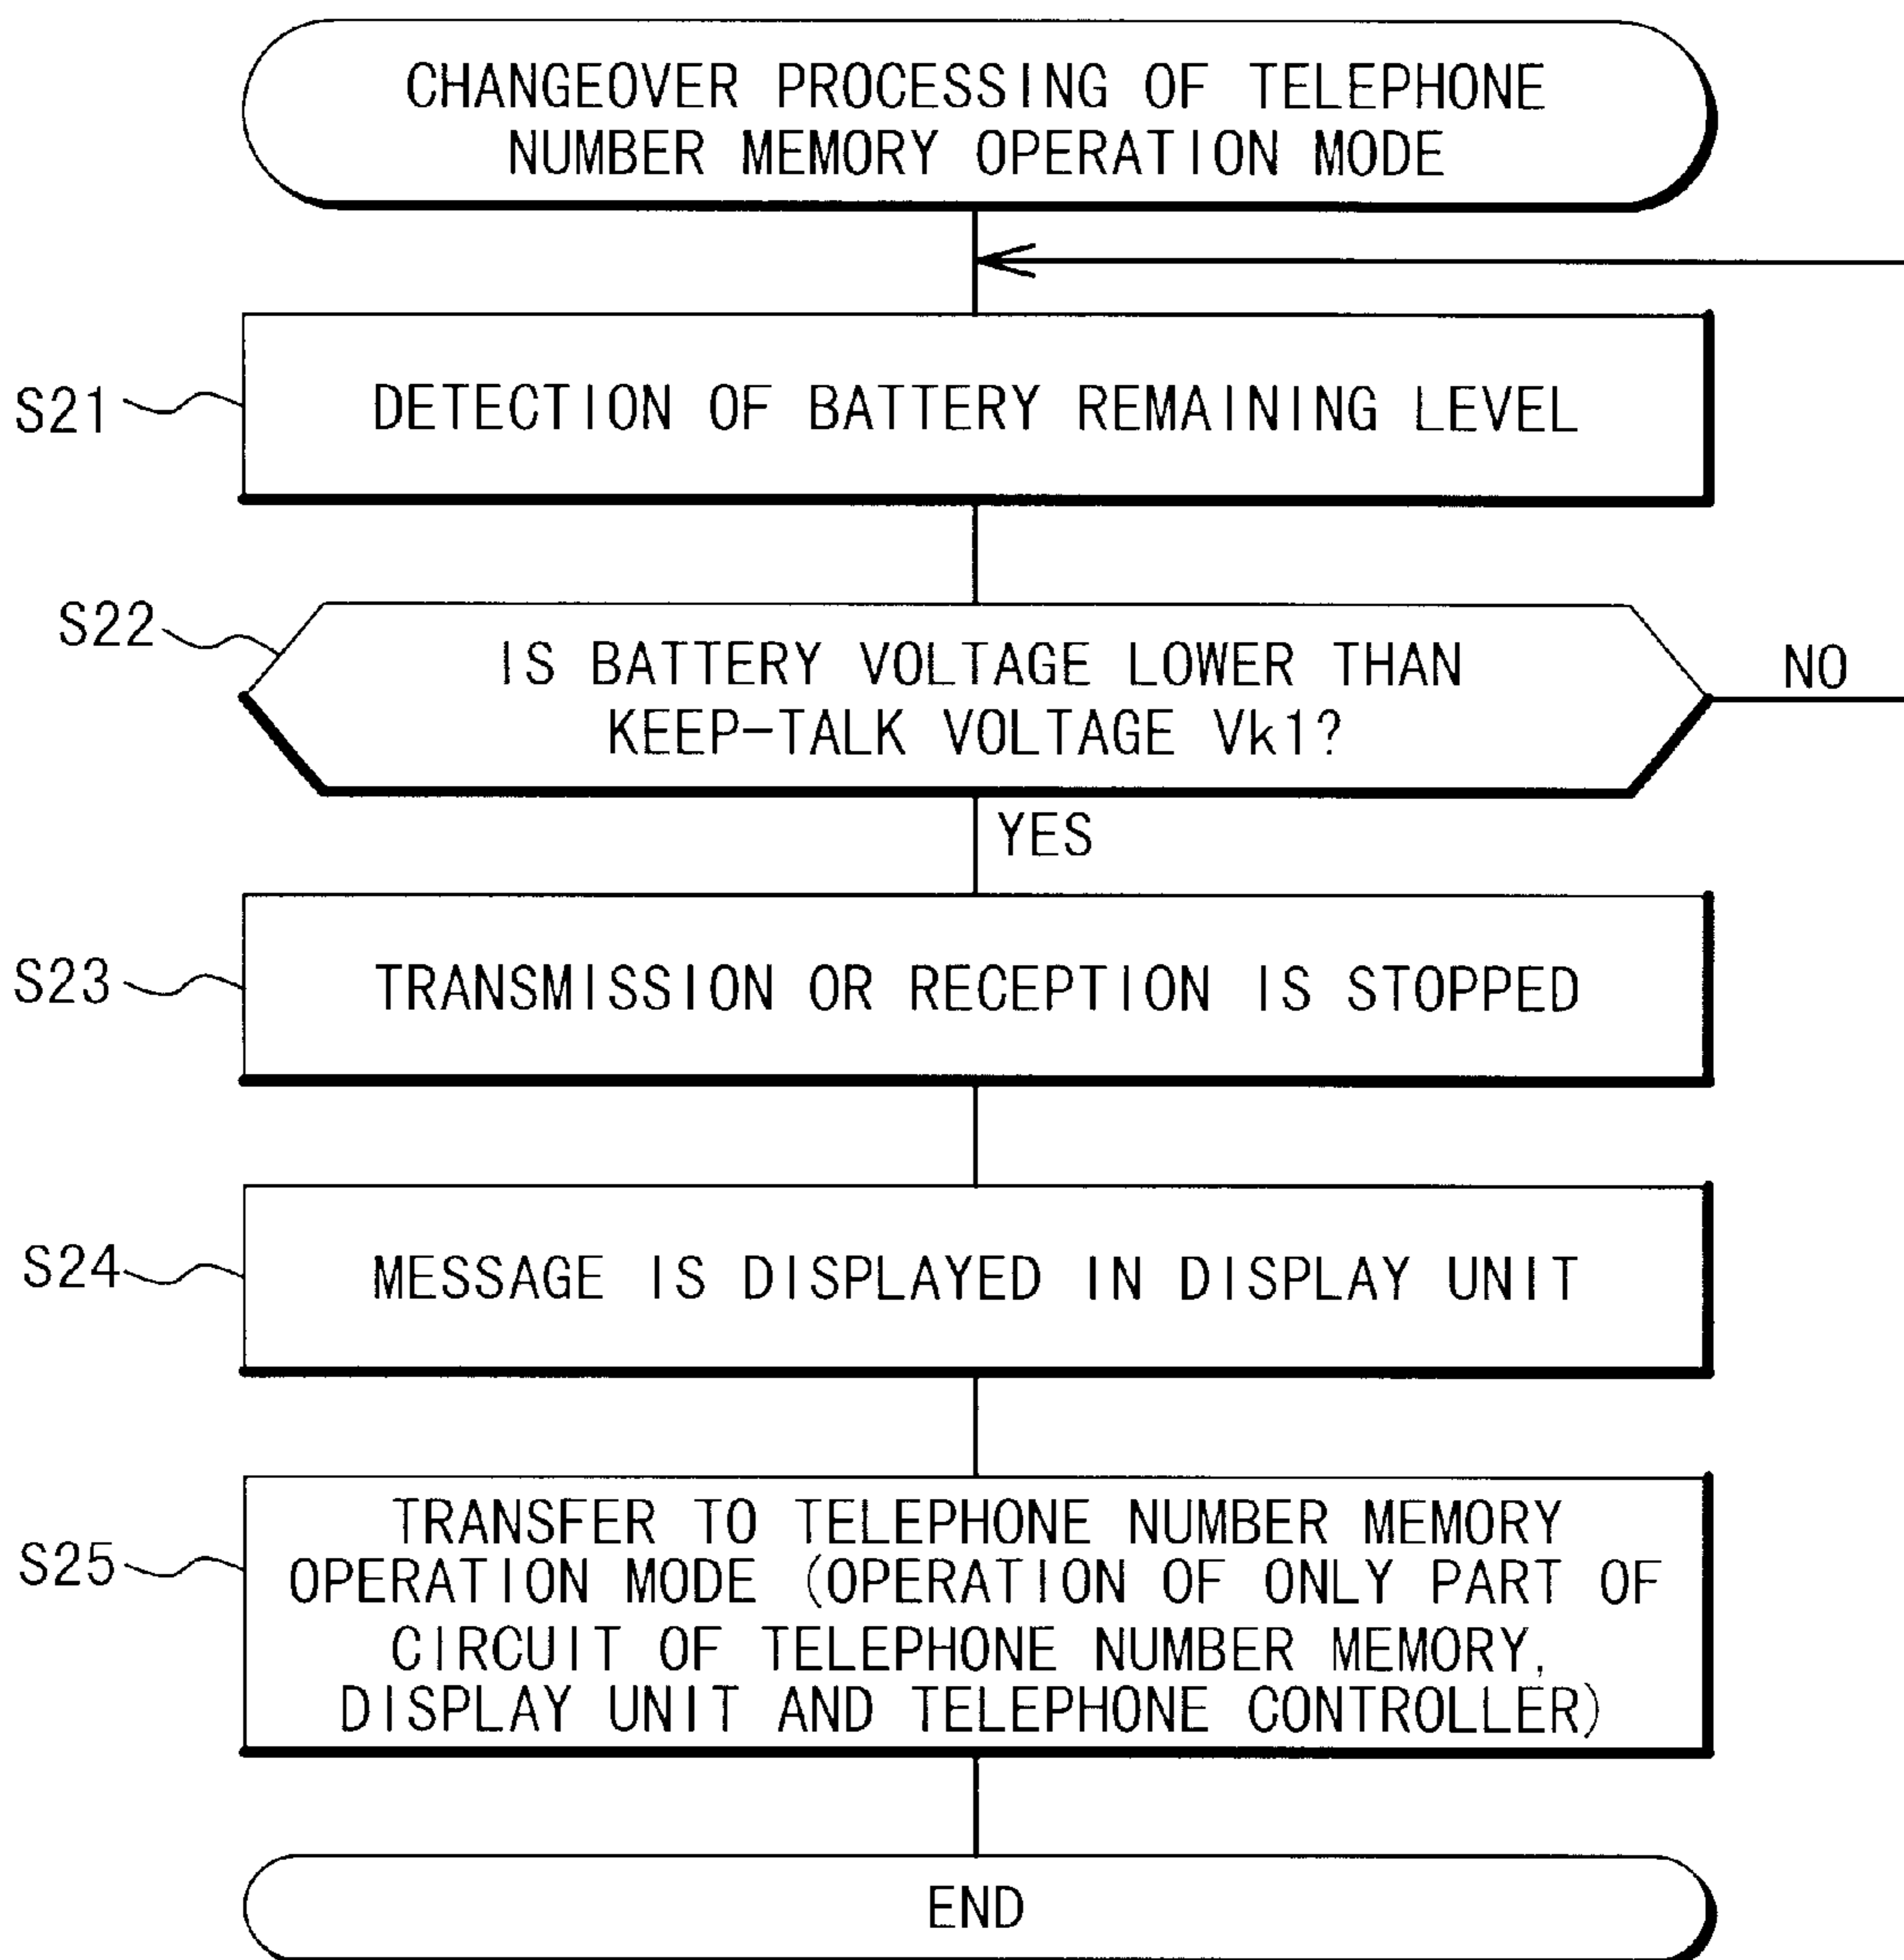 CHANGEOVER PROCESSING OF TELEPHONE
NUMBER MEMORY OPERATION MODE
S21
DETECTION OF BATTERY REMAINING LEVEL
S22
IS BATTERY VOLTAGE LOWER THAN
KEEP-TALK VOLTAGE Vk1?
NO
YES
S23
TRANSMISSION OR RECEPTION IS STOPPED
S24
MESSAGE IS DISPLAYED IN DISPLAY UNIT
S25
TRANSFER TO TELEPHONE NUMBER MEMORY
OPERATION MODE (OPERATION OF ONLY PART OF
CIRCUIT OF TELEPHONE NUMBER MEMORY,
DISPLAY UNIT AND TELEPHONE CONTROLLER)
END